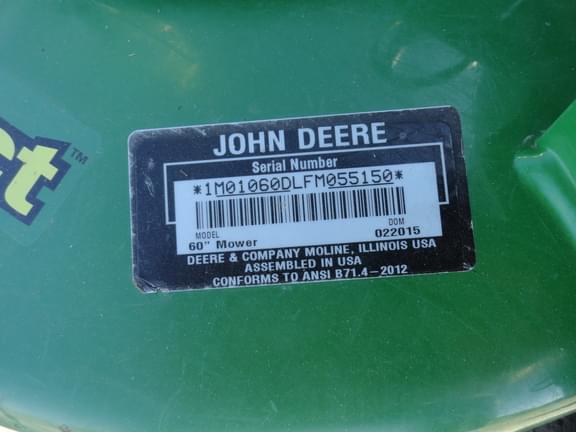 ct™
JOHN DEERE
Serial Number
*1M01060DLFM055150*
MODEL DOM
60" Mower 022015
DEERE & COMPANY MOLINE, ILLINOIS USA
ASSEMBLED IN USA
CONFORMS TO ANSI B71.4-2012